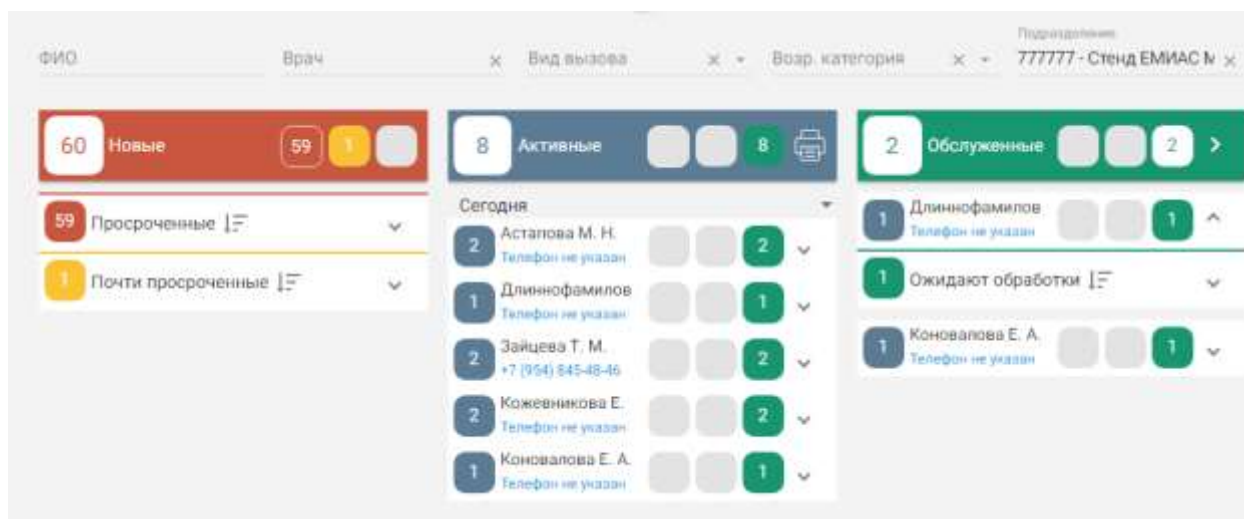 Подразделение
ФИО
Врач
Вид вызова
Возр. категория
777777 - Стенд ЕМИАС М
60 Новые 59 1
59 Просроченные
1 Почти просроченные
8 Активные 8
Сегодня
2 Астапова М. Н. 2
Телефон не указан
1 Длиннофамилов 1
Телефон не указан
2 Зайцева Т. М. 2
+7 (954) 845-48-46
2 Кожевникова Е. 2
Телефон не указан
1 Коновалова Е. А. 1
Телефон не указан
2 Обслуженные 2
1 Длиннофамилов 1
Телефон не указан
1 Ожидают обработки
1 Коновалова Е. А. 1
Телефон не указан